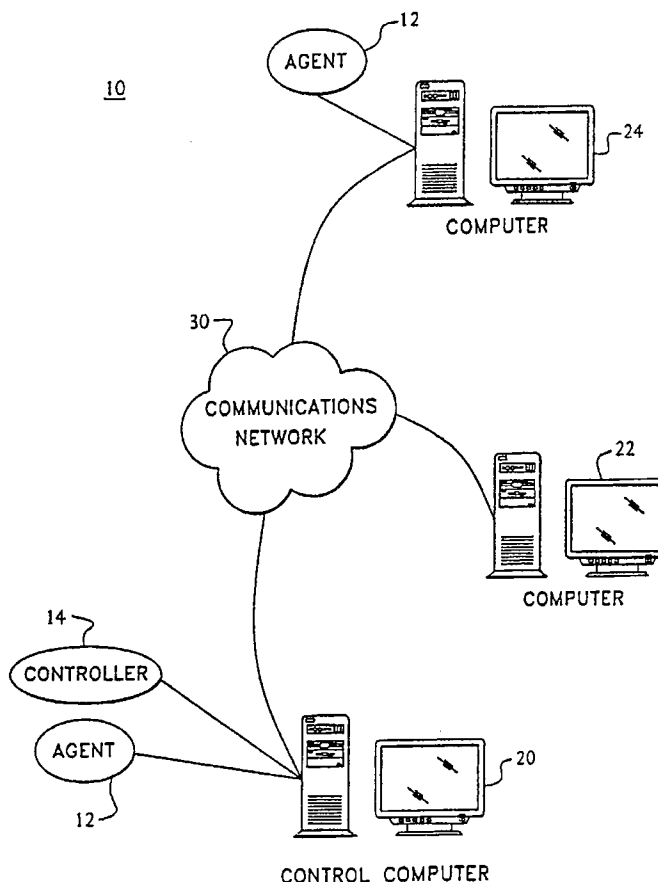 12
AGENT
10
24
COMPUTER
30
COMMUNICATIONS
NETWORK
22
COMPUTER
14
CONTROLLER
AGENT
12
20
CONTROL COMPUTER